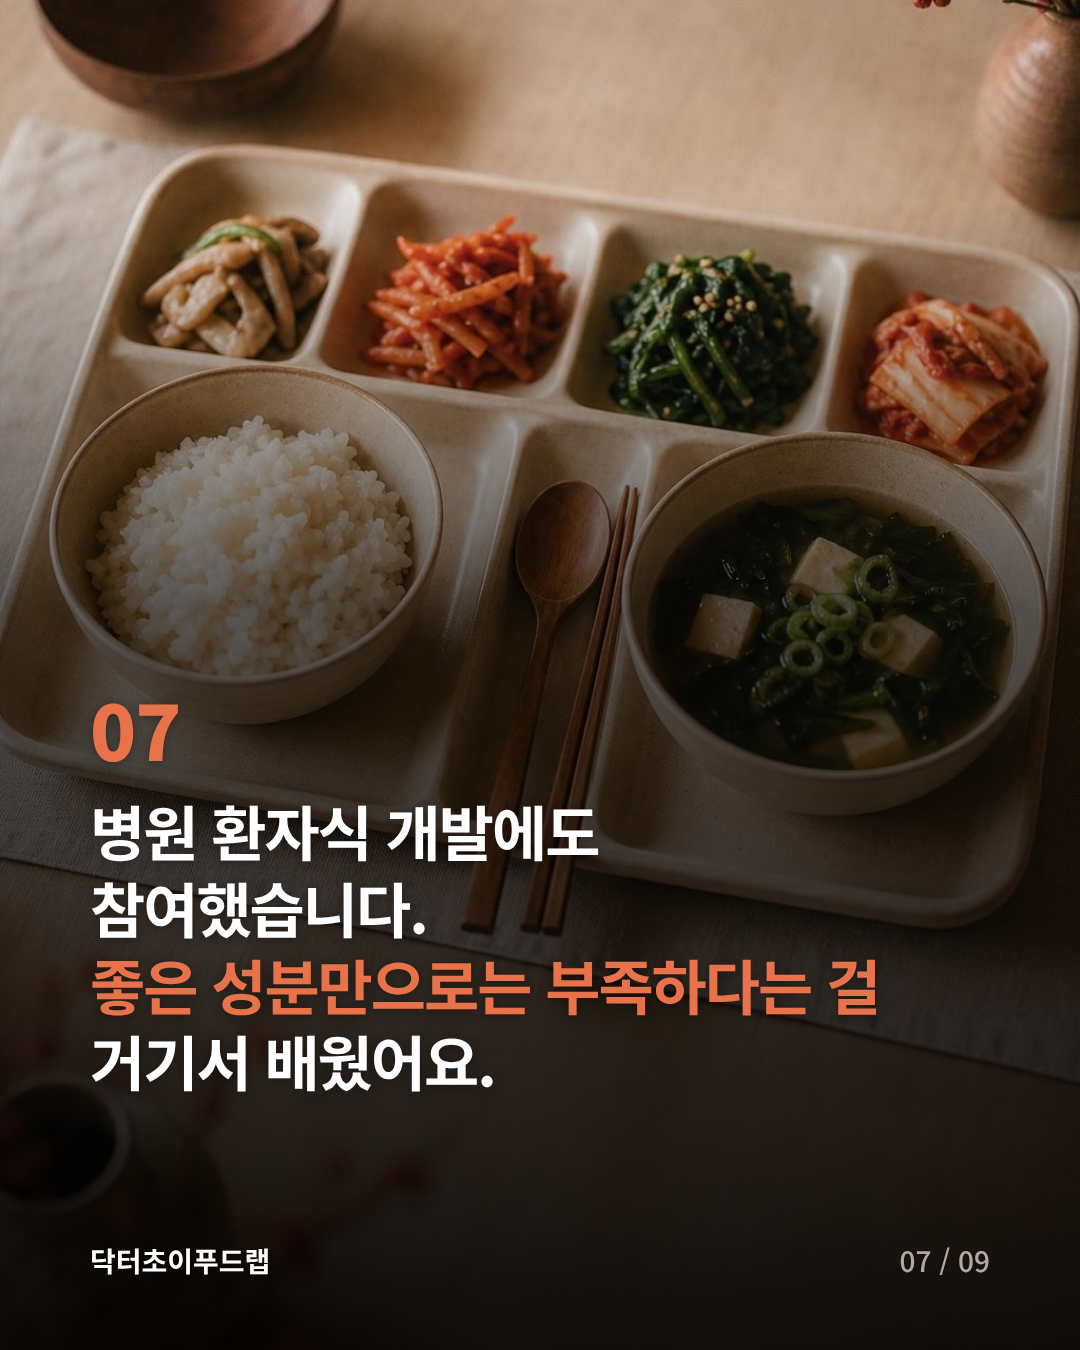 07
병원 환자식 개발에도
참여했습니다.
좋은 성분만으로는 부족하다는 걸
거기서 배웠어요.
닥터초이푸드랩
07 / 09